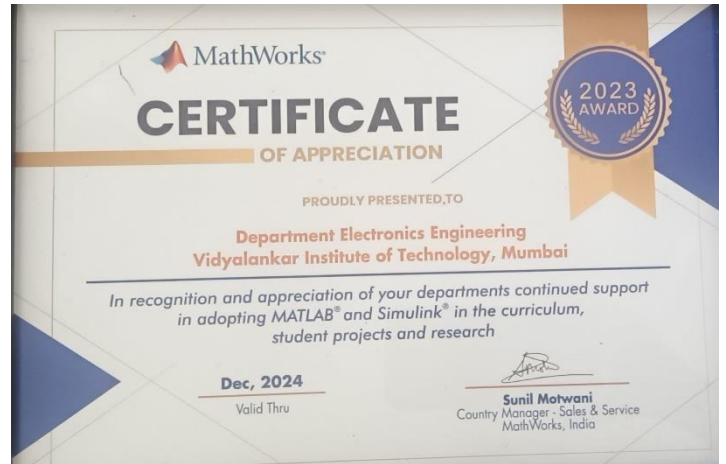 MathWorks®
CERTIFICATE
OF APPRECIATION
2023
AWARD
PROUDLY PRESENTED,TO
Department Electronics Engineering
Vidyalankar Institute of Technology, Mumbai
In recognition and appreciation of your departments continued support
in adopting MATLAB® and Simulink® in the curriculum,
student projects and research
Dec, 2024
Valid Thru
Sunil Motwani
Country Manager - Sales & Service
MathWorks, India